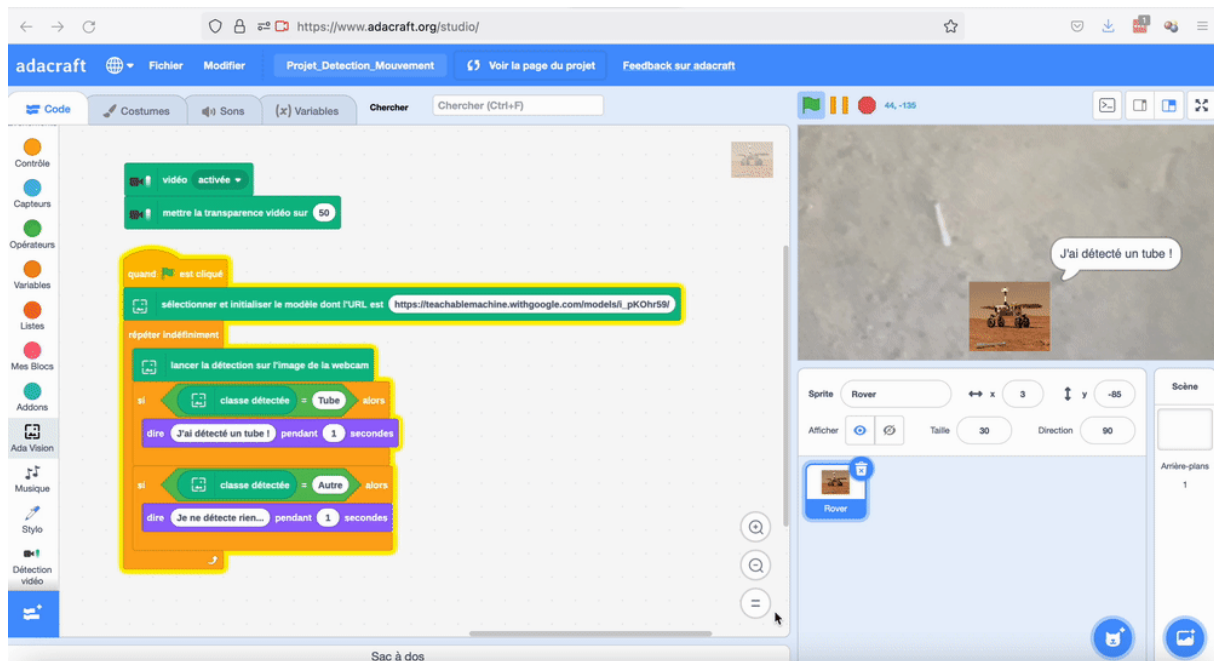 https://www.adacraft.org/studio/
1
adacraft Fichier Modifier Projet_Detection_Mouvement Voir la page du projet Feedback sur adacraft
Code Costumes Sons (x) Variables Chercher Chercher (Ctrl+F)
44, -135
Contrôle
Capteurs
Opérateurs
Variables
Listes
Mes Blocs
Addons
Ada Vision
Musique
Stylo
Détection
vidéo
vidéo activée
mettre la transparence vidéo sur 50
quand est cliqué
sélectionner et initialiser le modèle dont l'URL est https://teachablemachine.withgoogle.com/models/i_pKOhr59/
répéter indéfiniment
lancer la détection sur l'image de la webcam
si classe détectée = Tube alors
dire J'ai détecté un tube ! pendant 1 secondes
si classe détectée = Autre alors
dire Je ne détecte rien... pendant 1 secondes
J'ai détecté un tube !
Sprite Rover x 3 y -85
Afficher Taille 30 Direction 90
Rover
Scène
Arrière-plans
1
Sac à dos